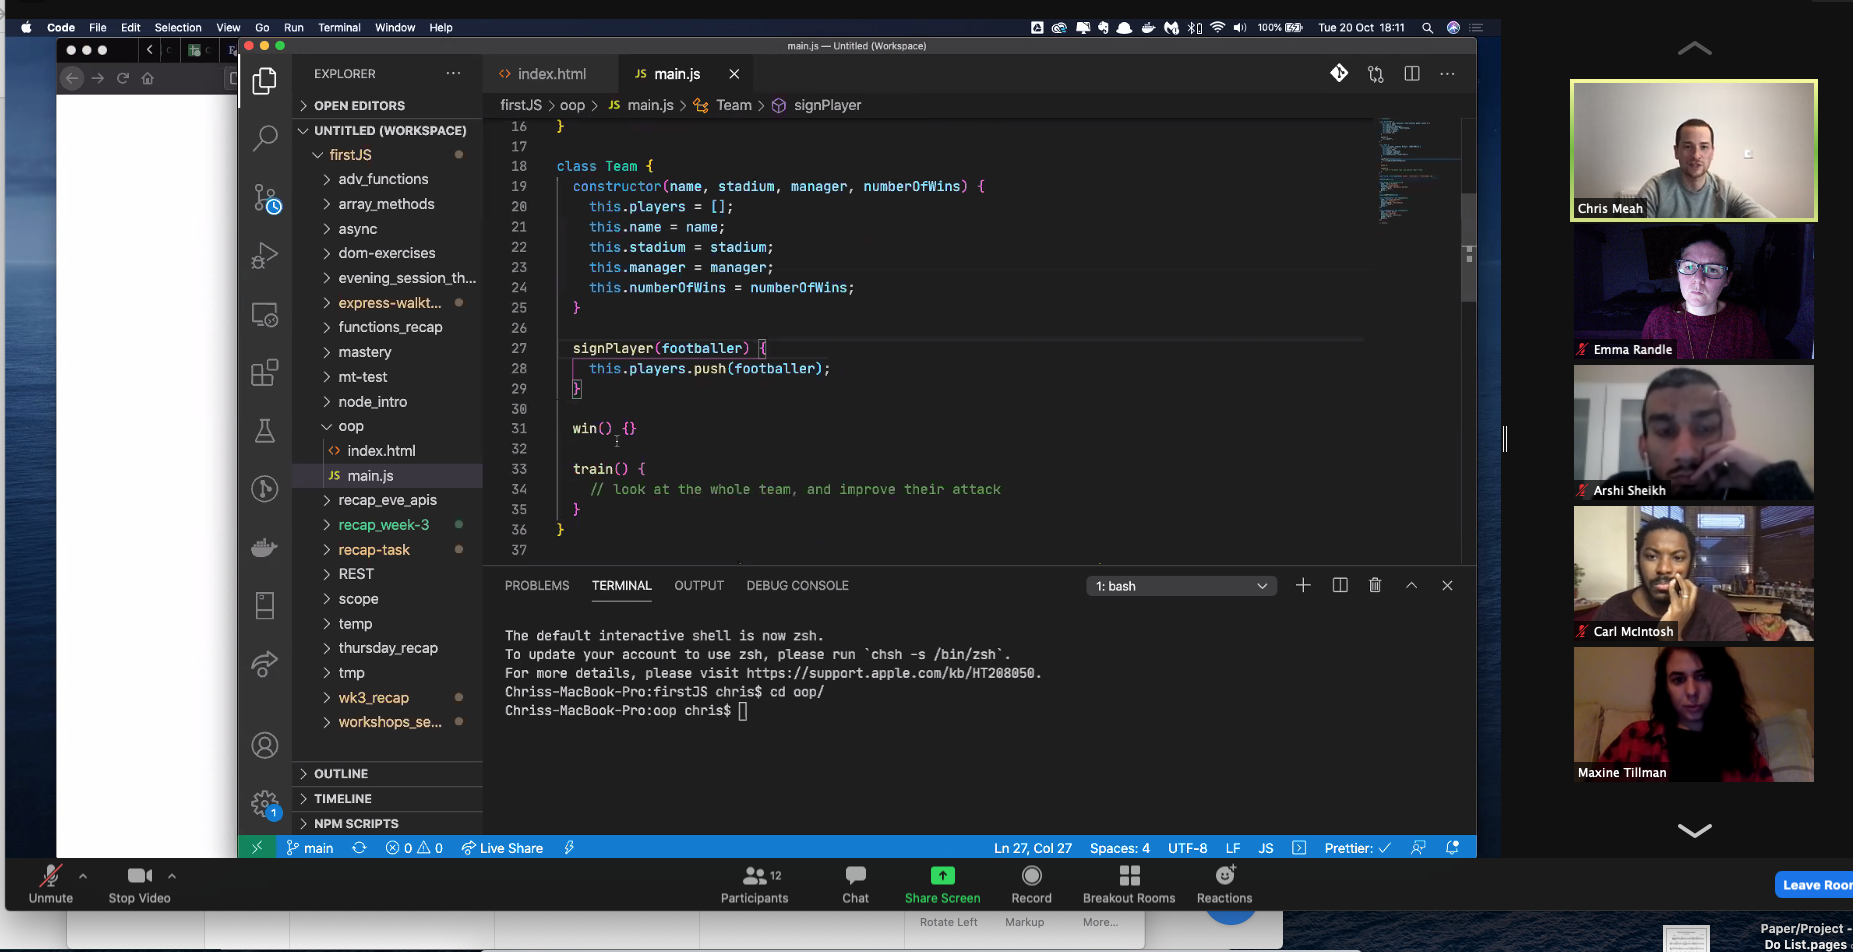 Code File Edit Selection View Go Run Terminal Window Help
100% Tue 20 Oct 18:11
main.js — Untitled (Workspace)
EXPLORER
index.html
JS main.js
firstJS > oop > JS main.js > Team > signPlayer
OPEN EDITORS
UNTITLED (WORKSPACE)
firstJS
adv_functions
array_methods
async
dom-exercises
evening_session_th...
express-walkt...
functions_recap
mastery
mt-test
node_intro
oop
index.html
JS main.js
recap_eve_apis
recap_week-3
recap-task
REST
scope
temp
thursday_recap
tmp
wk3_recap
workshops_se...
OUTLINE
TIMELINE
NPM SCRIPTS
1
16 }
17
18 class Team {
19 constructor(name, stadium, manager, numberOfWins) {
20 this.players = [];
21 this.name = name;
22 this.stadium = stadium;
23 this.manager = manager;
24 this.numberOfWins = numberOfWins;
25 }
26
27 signPlayer(footballer) {
28 this.players.push(footballer);
29 }
30
31 win() {}
32
33 train() {
34 // look at the whole team, and improve their attack
35 }
36 }
37
PROBLEMS TERMINAL OUTPUT DEBUG CONSOLE
1: bash
The default interactive shell is now zsh.
To update your account to use zsh, please run `chsh -s /bin/zsh`.
For more details, please visit https://support.apple.com/kb/HT208050.
Chriss-MacBook-Pro:firstJS chris$ cd oop/
Chriss-MacBook-Pro:oop chris$
main 0 0 Live Share
Ln 27, Col 27 Spaces: 4 UTF-8 LF JS Prettier: ✓
Chris Meah
Emma Randle
Arshi Sheikh
Carl McIntosh
Maxine Tillman
Unmute
Stop Video
12
Participants
Chat
Share Screen
Record
Breakout Rooms
Reactions
Leave Roor
Rotate Left
Markup
More...
Paper/Project -
Do List.pages